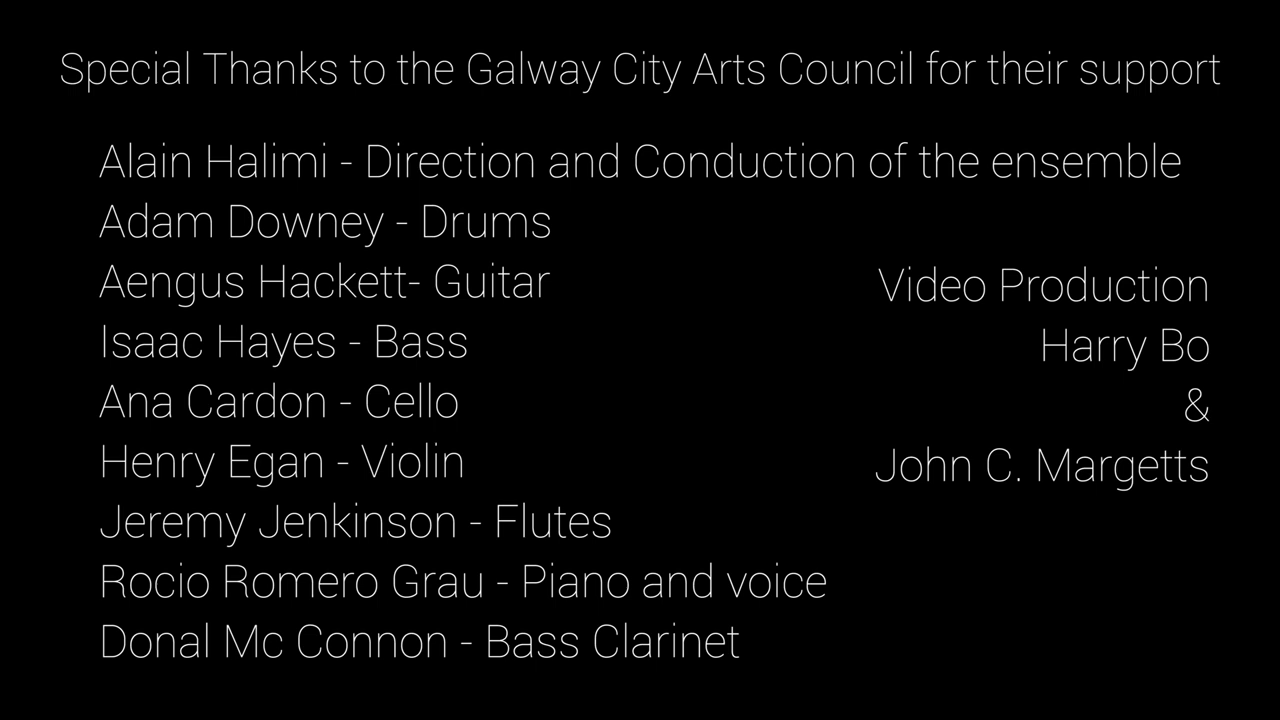 Special Thanks to the Galway City Arts Council for their support
Alain Halimi - Direction and Conduction of the ensemble
Adam Downey - Drums
Aengus Hackett- Guitar
Isaac Hayes - Bass
Ana Cardon - Cello
Henry Egan - Violin
Jeremy Jenkinson - Flutes
Rocio Romero Grau - Piano and voice
Donal Mc Connon - Bass Clarinet
Video Production
Harry Bo
&
John C. Margetts